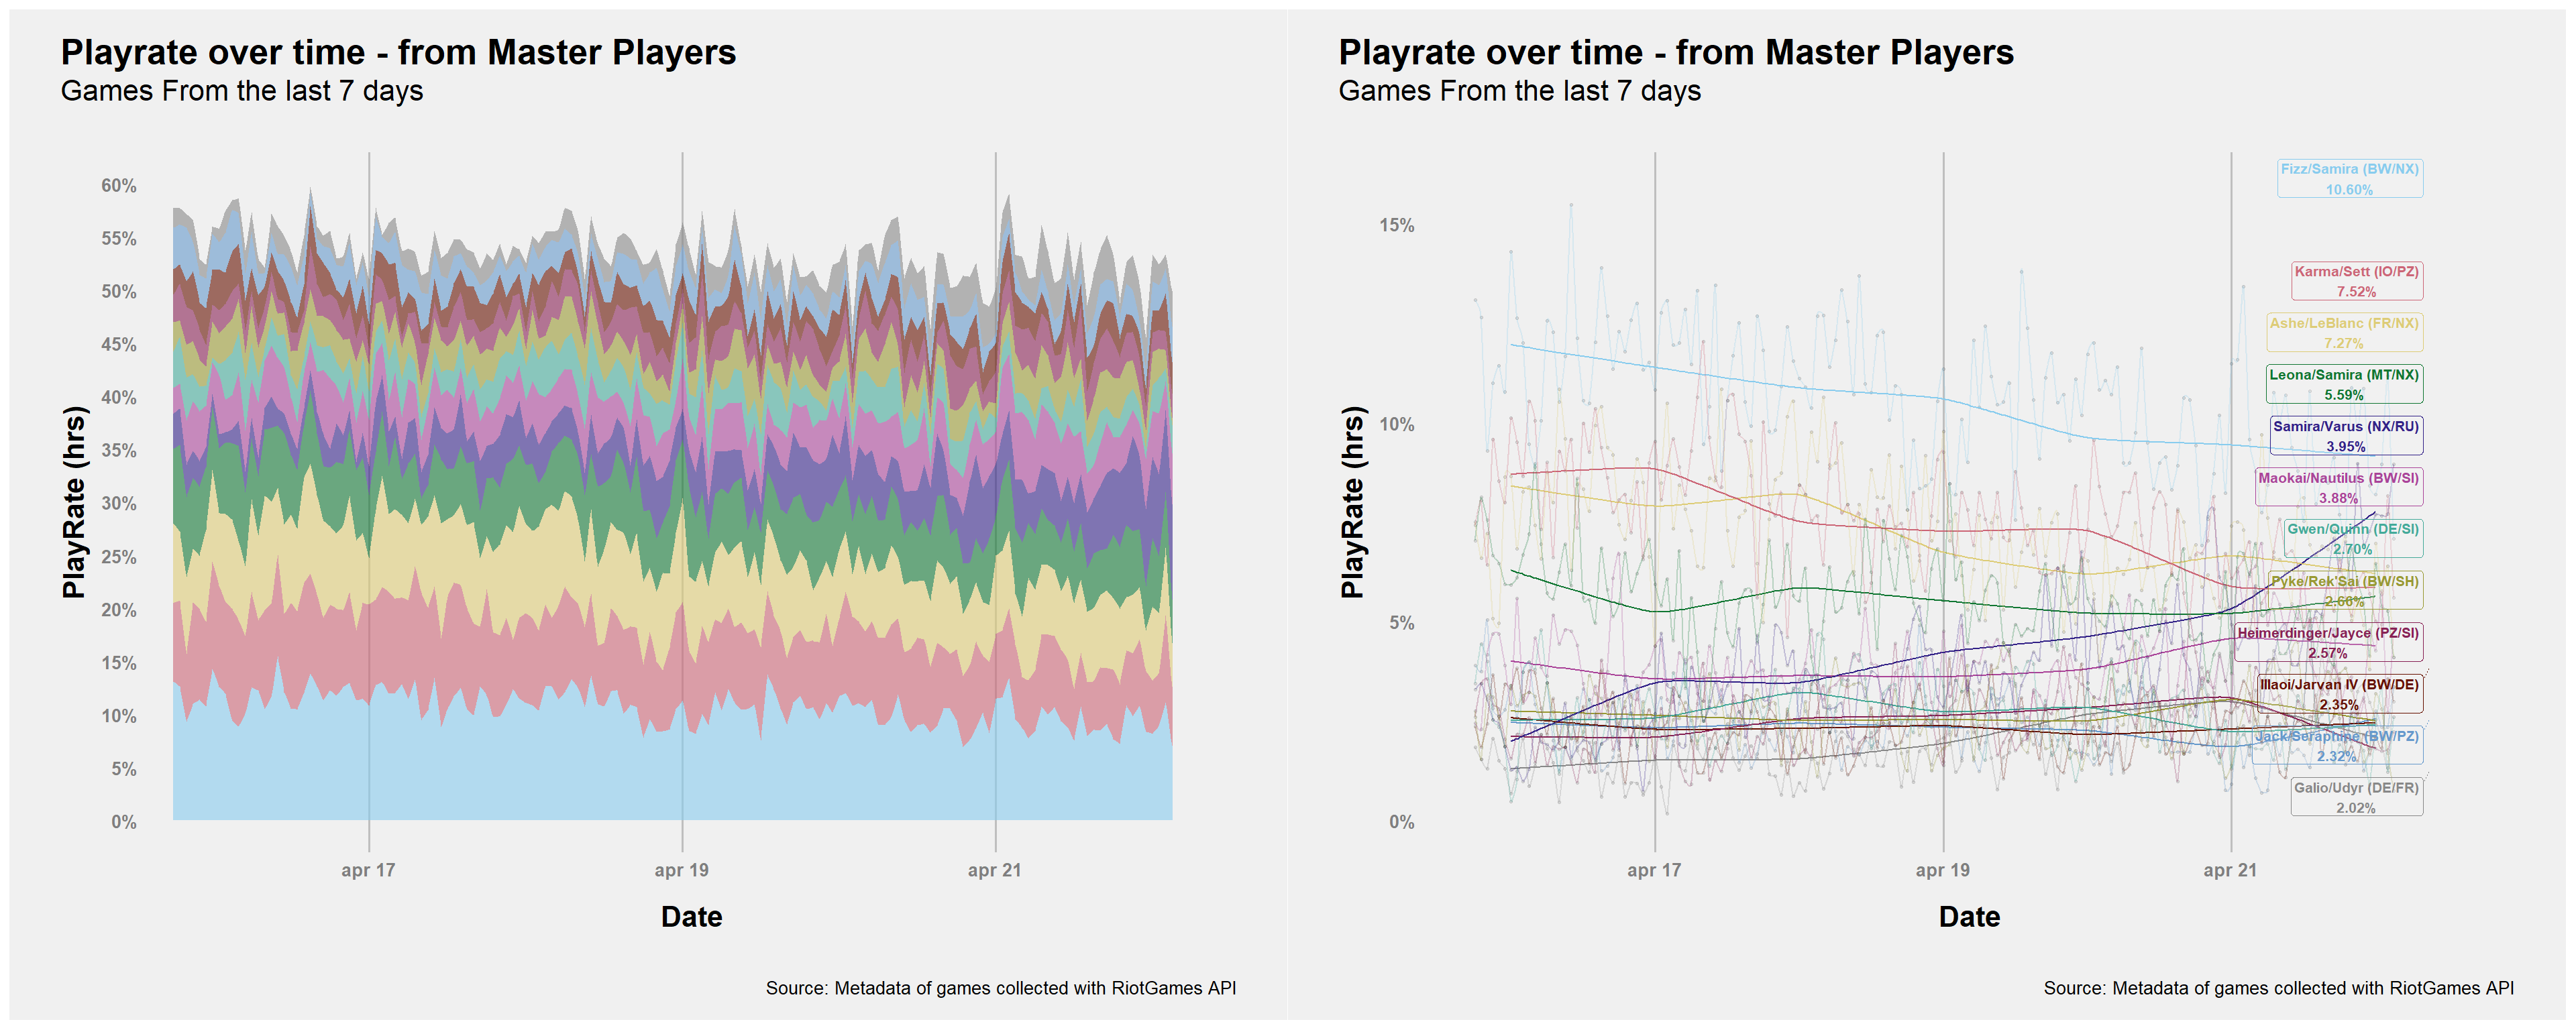 Playrate over time - from Master Players
Games From the last 7 days
PlayRate (hrs)
60%
55%
50%
45%
40%
35%
30%
25%
20%
15%
10%
5%
0%
apr 17
apr 19
apr 21
Date
Source: Metadata of games collected with RiotGames API
Playrate over time - from Master Players
Games From the last 7 days
PlayRate (hrs)
15%
10%
5%
0%
Fizz/Samira (BW/NX)
10.60%
Karma/Sett (IO/PZ)
7.52%
Ashe/LeBlanc (FR/NX)
7.27%
Leona/Samira (MT/NX)
5.59%
Samira/Varus (NX/RU)
3.95%
Maokai/Nautilus (BW/SI)
3.88%
Gwen/Quinn (DE/SI)
2.70%
Pyke/Rek'Sai (BW/SH)
2.66%
Heimerdinger/Jayce (PZ/SI)
2.57%
Illaoi/Jarvan IV (BW/DE)
2.35%
Jack/Seraphine (BW/PZ)
2.32%
Galio/Udyr (DE/FR)
2.02%
apr 17
apr 19
apr 21
Date
Source: Metadata of games collected with RiotGames API